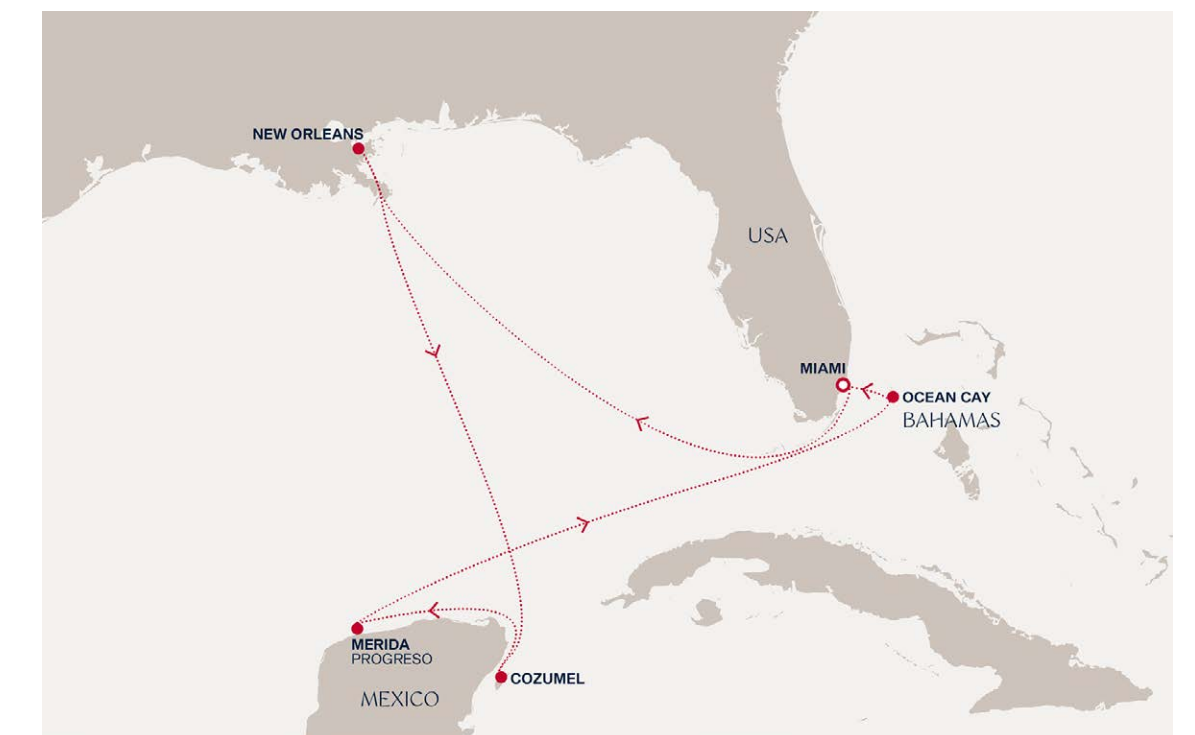 NEW ORLEANS
USA
MIAMI
OCEAN CAY
BAHAMAS
MERIDA
PROGRESO
COZUMEL
MEXICO